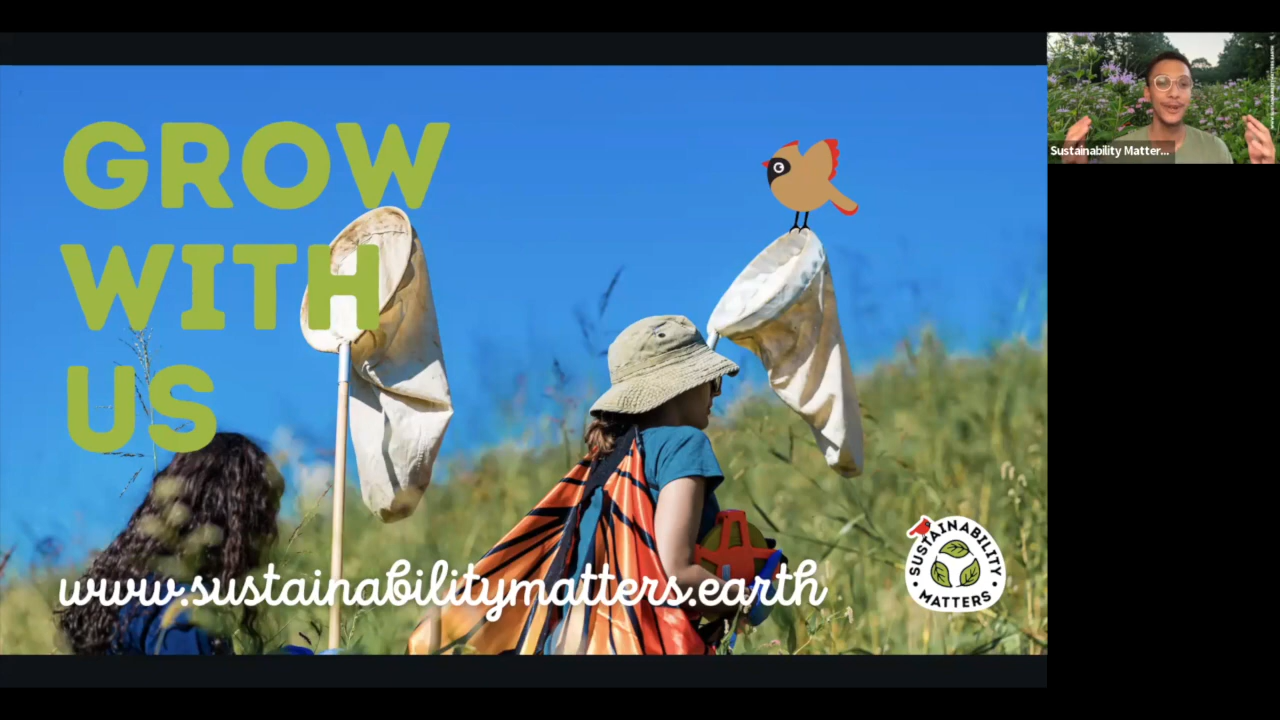 GROW
WITH
US
www.sustainabilitymatters.earth
SUSTAINABILITY
• MATTERS •
Sustainability Matter...